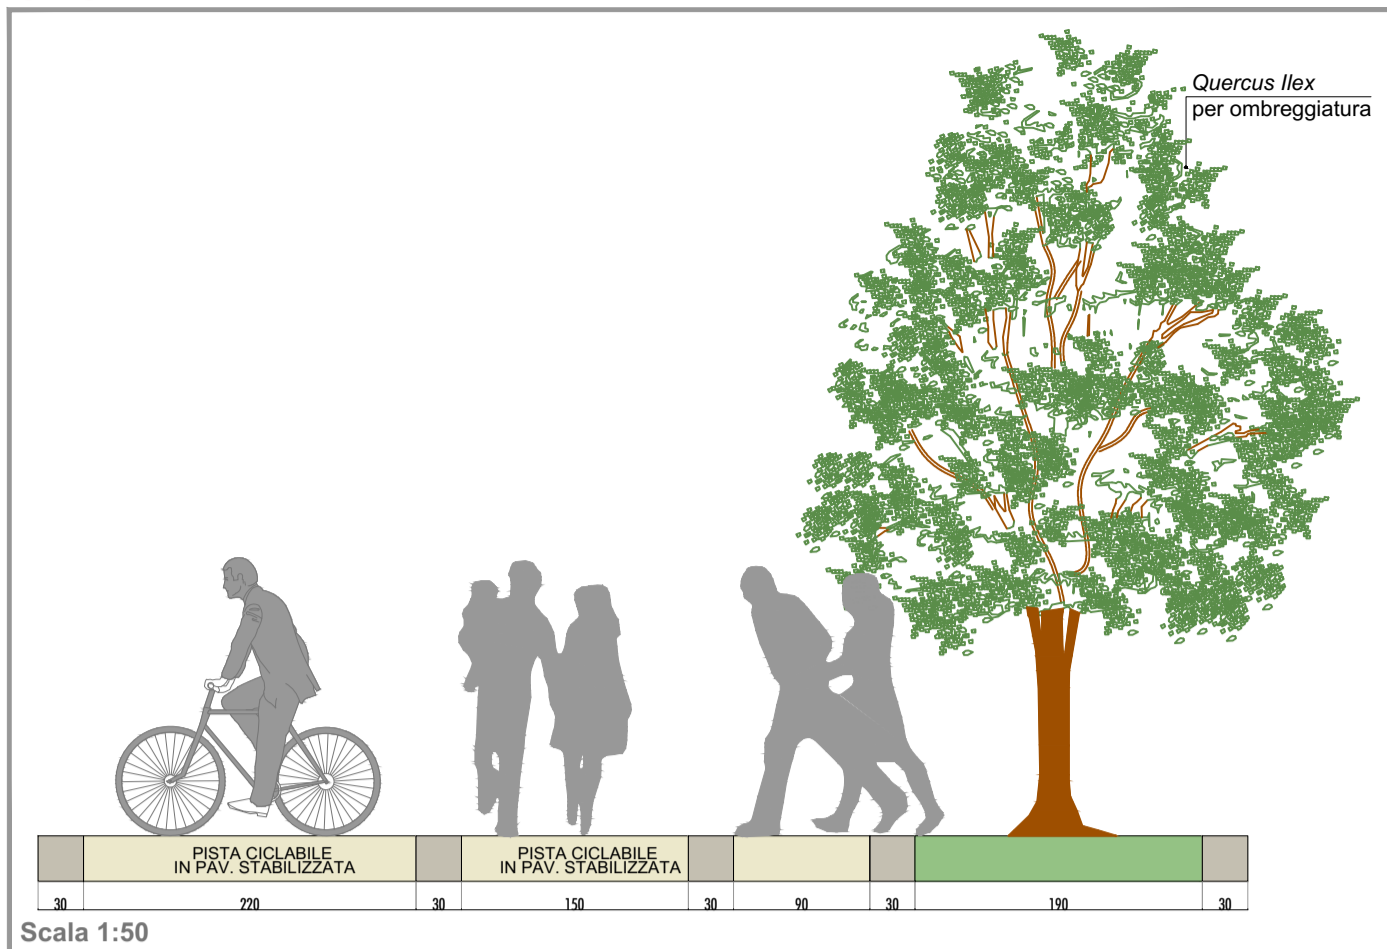 Quercus Ilex
per ombreggiatura
PISTA CICLABILE
IN PAV. STABILIZZATA
PISTA CICLABILE
IN PAV. STABILIZZATA
30 220 30 150 30 90 30 190 30
Scala 1:50